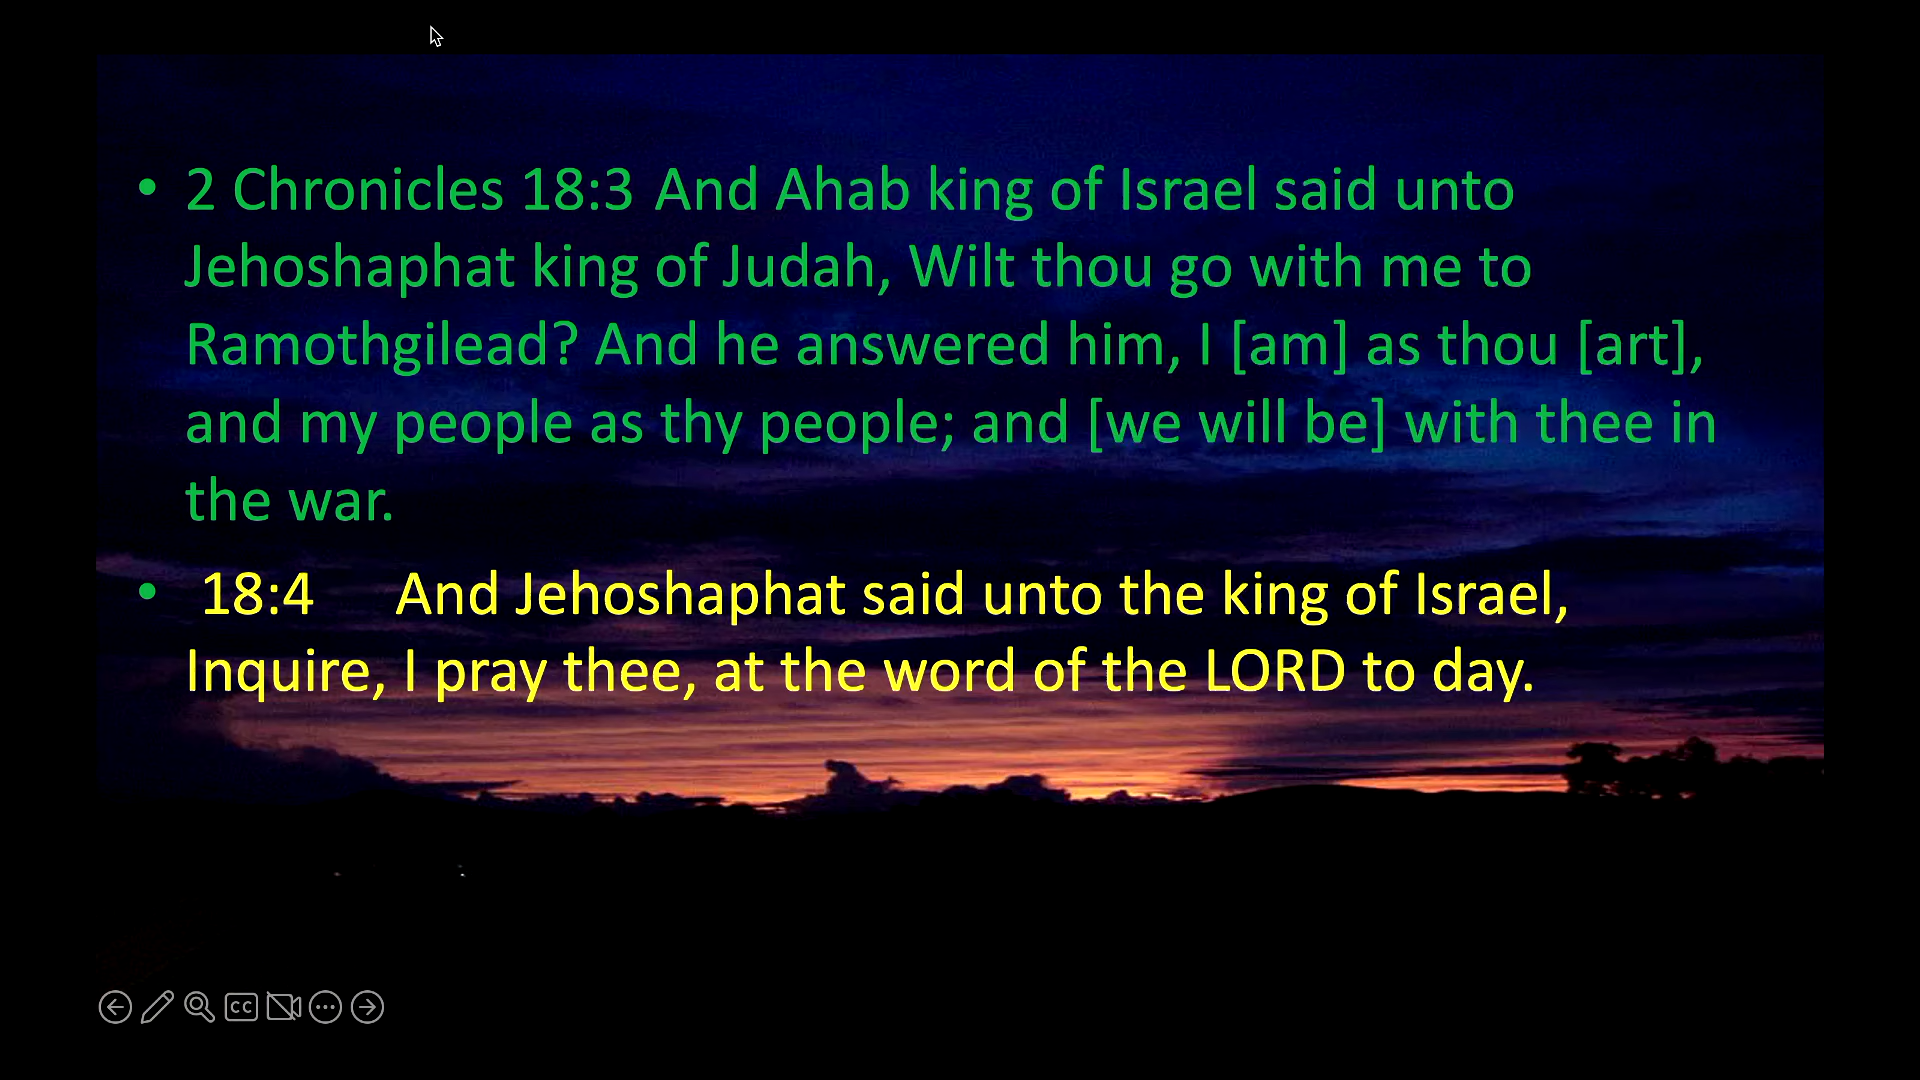 • 2 Chronicles 18:3 And Ahab king of Israel said unto
Jehoshaphat king of Judah, Wilt thou go with me to
Ramothgilead? And he answered him, I [am] as thou [art],
and my people as thy people; and [we will be] with thee in
the war.
• 18:4 And Jehoshaphat said unto the king of Israel,
Inquire, I pray thee, at the word of the LORD to day.
CC